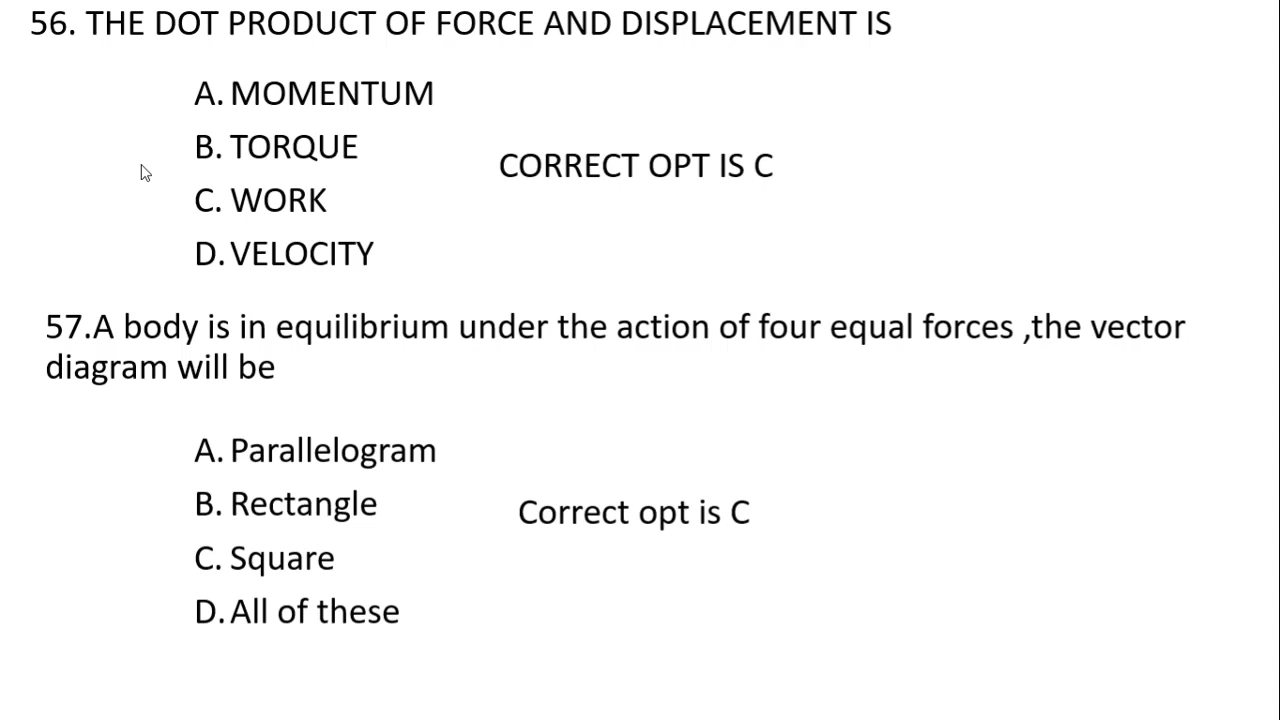 56. THE DOT PRODUCT OF FORCE AND DISPLACEMENT IS
A. MOMENTUM
B. TORQUE
CORRECT OPT IS C
C. WORK
D. VELOCITY
57.A body is in equilibrium under the action of four equal forces ,the vector
diagram will be
A. Parallelogram
B. Rectangle
Correct opt is C
C. Square
D. All of these